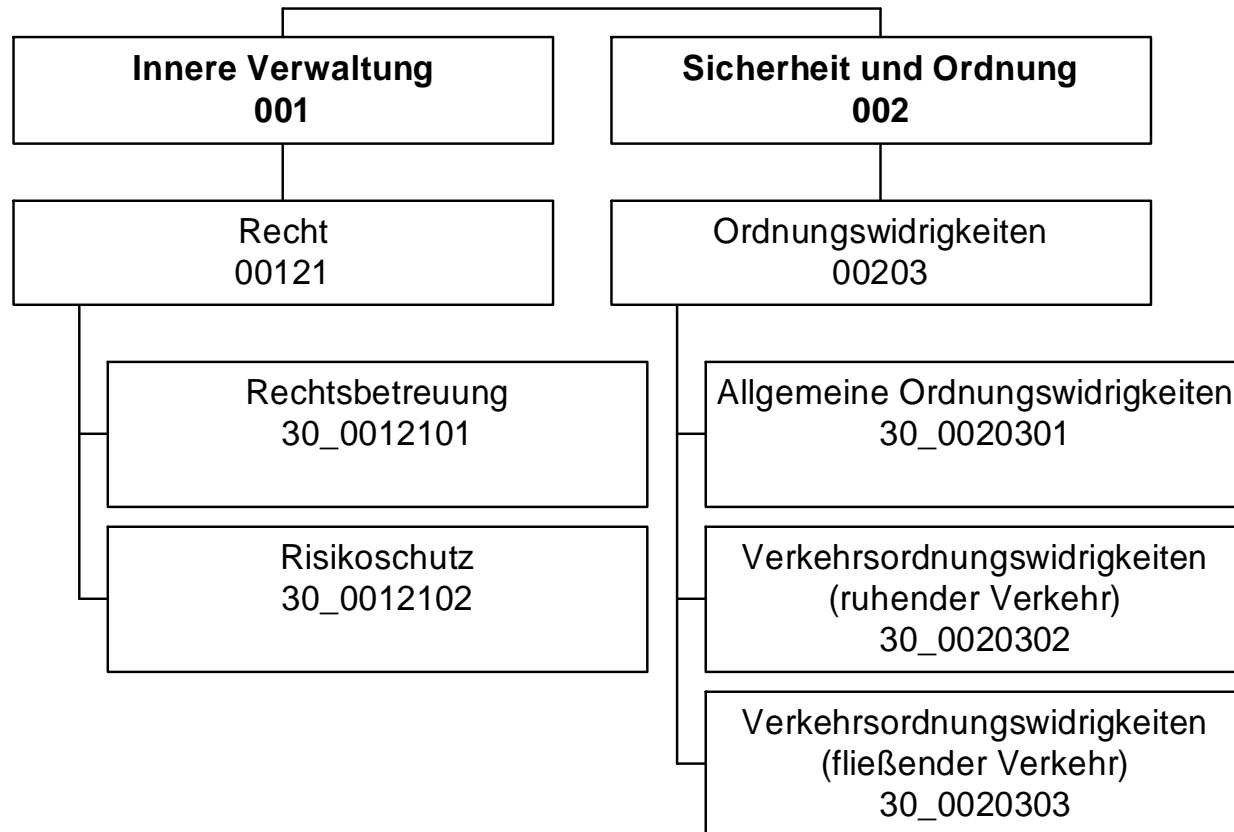 Innere Verwaltung
001
Sicherheit und Ordnung
002
Recht
00121
Ordnungswidrigkeiten
00203
Rechtsbetreuung
30_0012101
Risikoschutz
30_0012102
Allgemeine Ordnungswidrigkeiten
30_0020301
Verkehrsordnungswidrigkeiten
(ruhender Verkehr)
30_0020302
Verkehrsordnungswidrigkeiten
(fließender Verkehr)
30_0020303